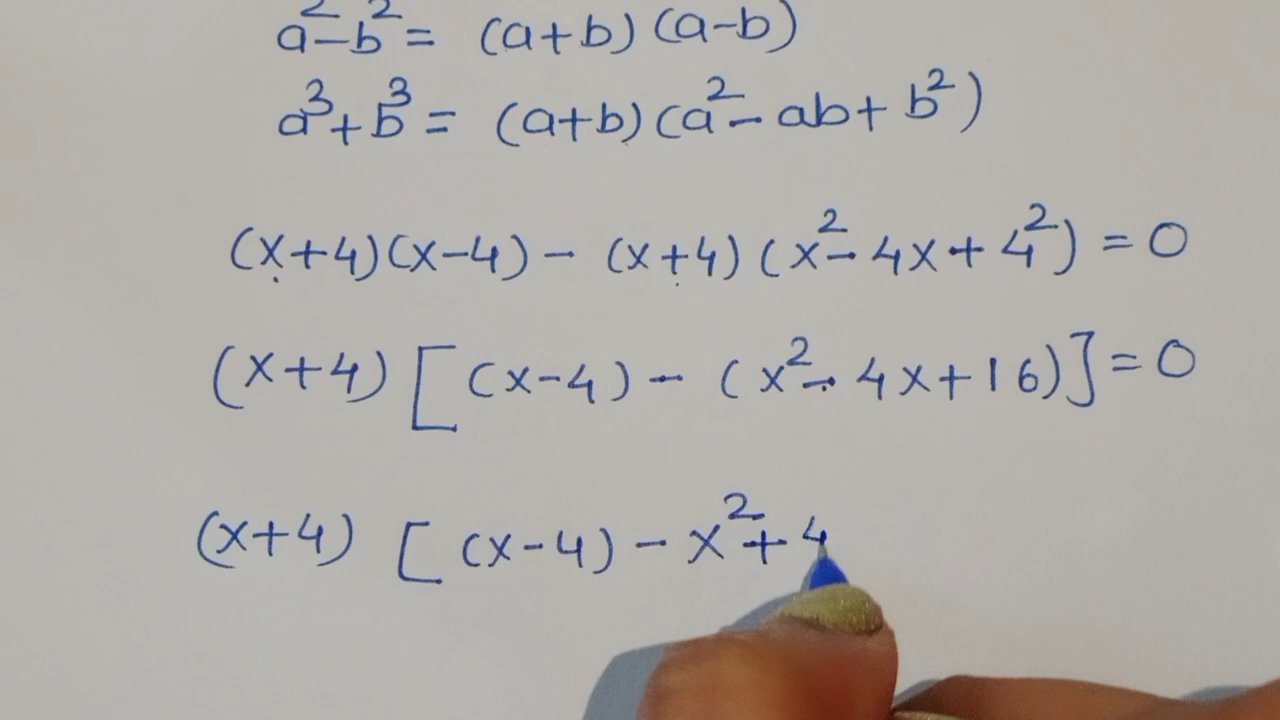 a²-b² = (a+b) (a-b)
a³+b³ = (a+b) (a²- ab + b²)
(x+4)(x-4) - (x+4) (x²- 4x + 4²) = 0
(x+4) [(x-4) - (x²- 4x+16)] = 0
(x+4) [(x-4) - x²+ 4